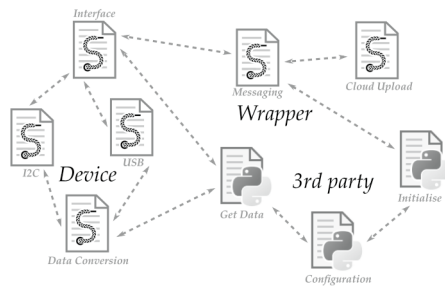 Interface
Messaging
Cloud Upload
Wrapper
I2C
Device
USB
3rd party
Get Data
Initialise
Data Conversion
Configuration